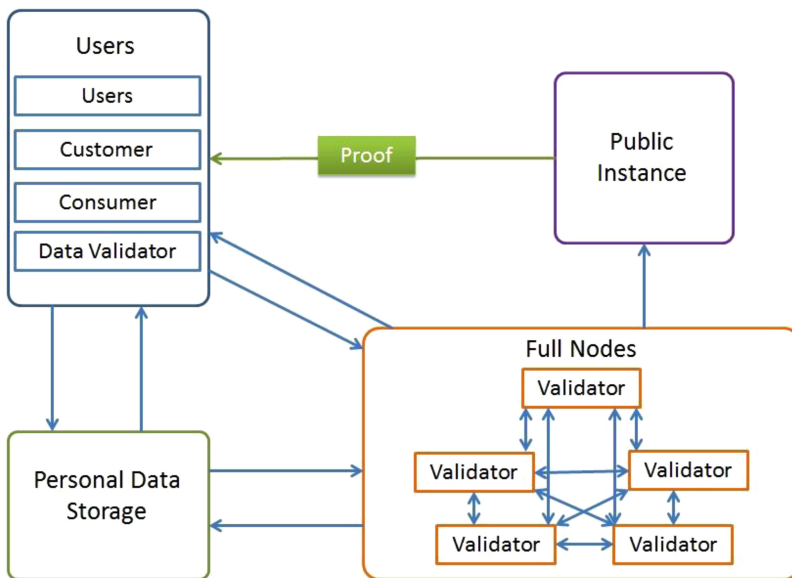 Users
Users
Customer
Consumer
Data Validator
Proof
Public
Instance
Personal Data
Storage
Full Nodes
Validator
Validator
Validator
Validator
Validator